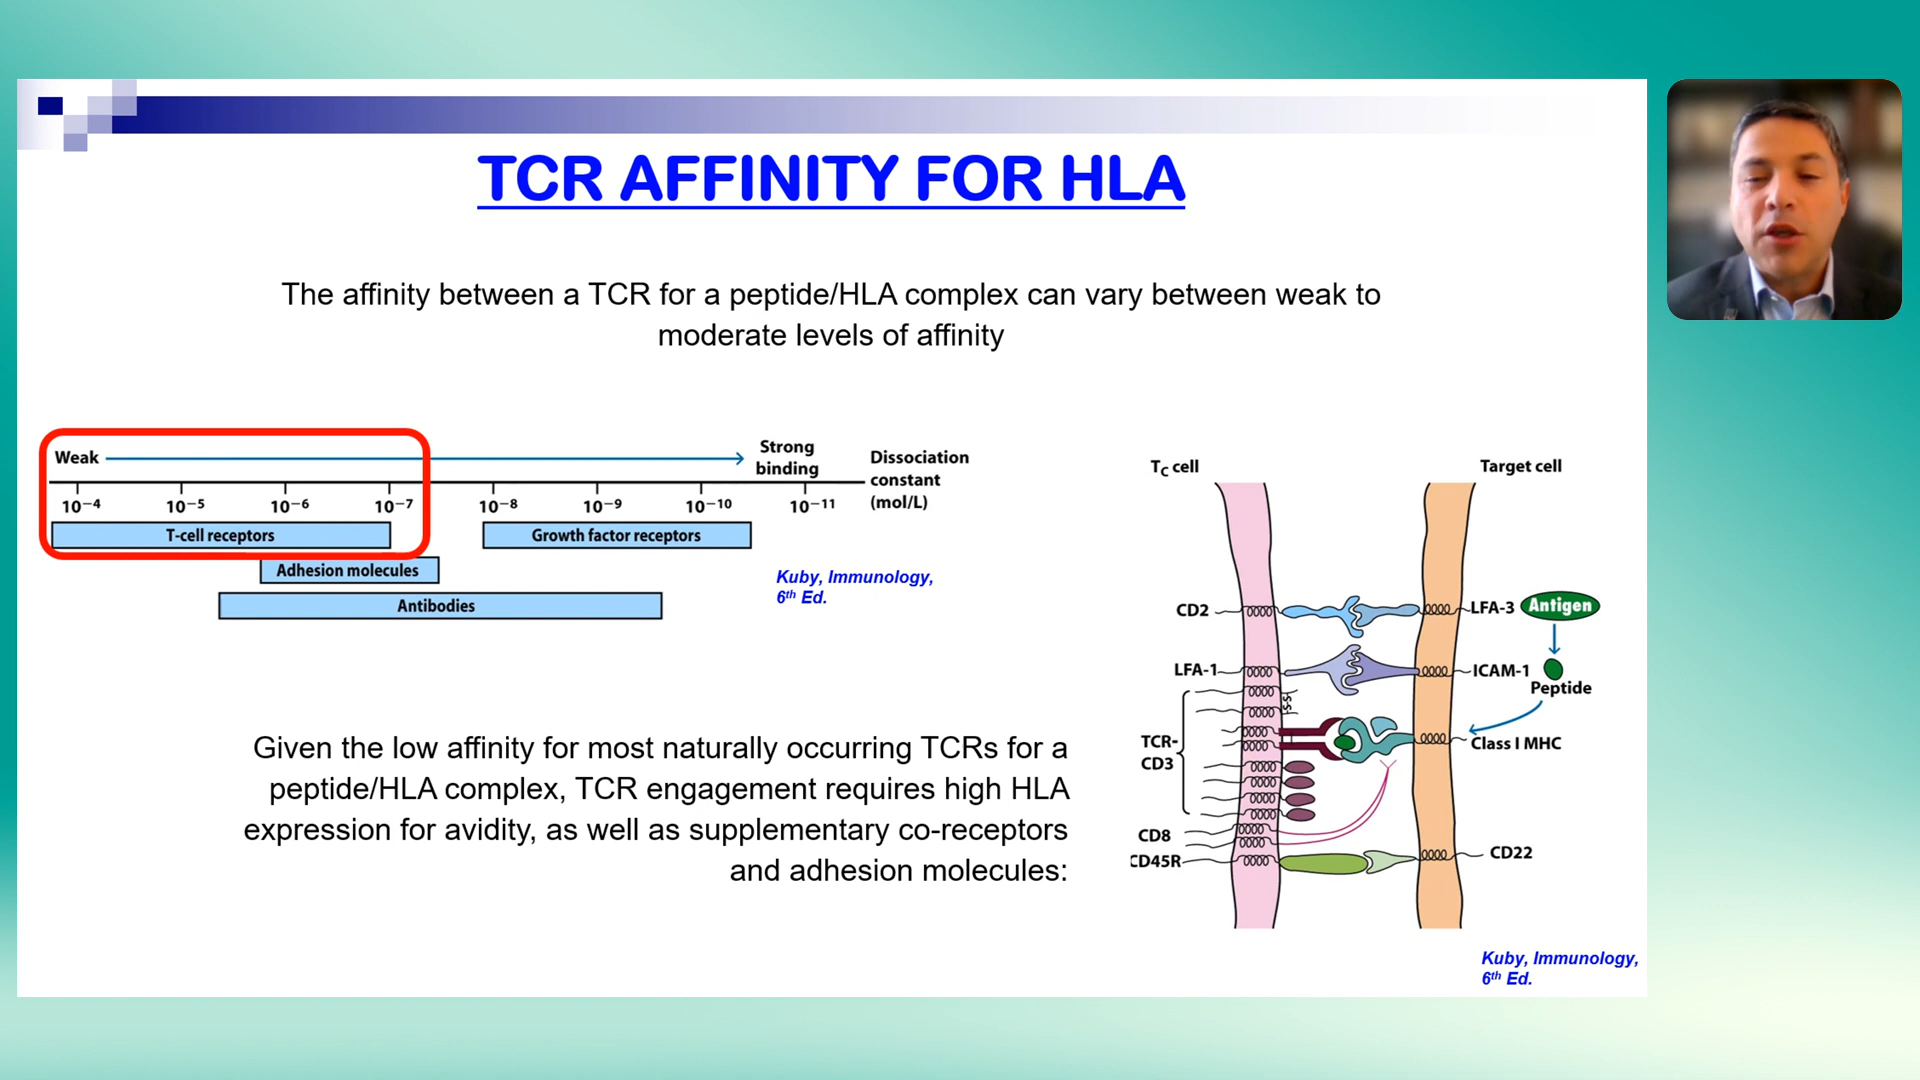 TCR AFFINITY FOR HLA
The affinity between a TCR for a peptide/HLA complex can vary between weak to
moderate levels of affinity
Weak
Strong
binding
Dissociation
constant
(mol/L)
10−4
10−5
10−6
10−7
10−8
10−9
10−10
10−11
T-cell receptors
Growth factor receptors
Adhesion molecules
Antibodies
Kuby, Immunology,
6th Ed.
Given the low affinity for most naturally occurring TCRs for a
peptide/HLA complex, TCR engagement requires high HLA
expression for avidity, as well as supplementary co-receptors
and adhesion molecules:
TC cell
Target cell
CD2
LFA-3
Antigen
LFA-1
ICAM-1
Peptide
S-S
TCR-
CD3
Class I MHC
CD8
CD45R
CD22
Kuby, Immunology,
6th Ed.